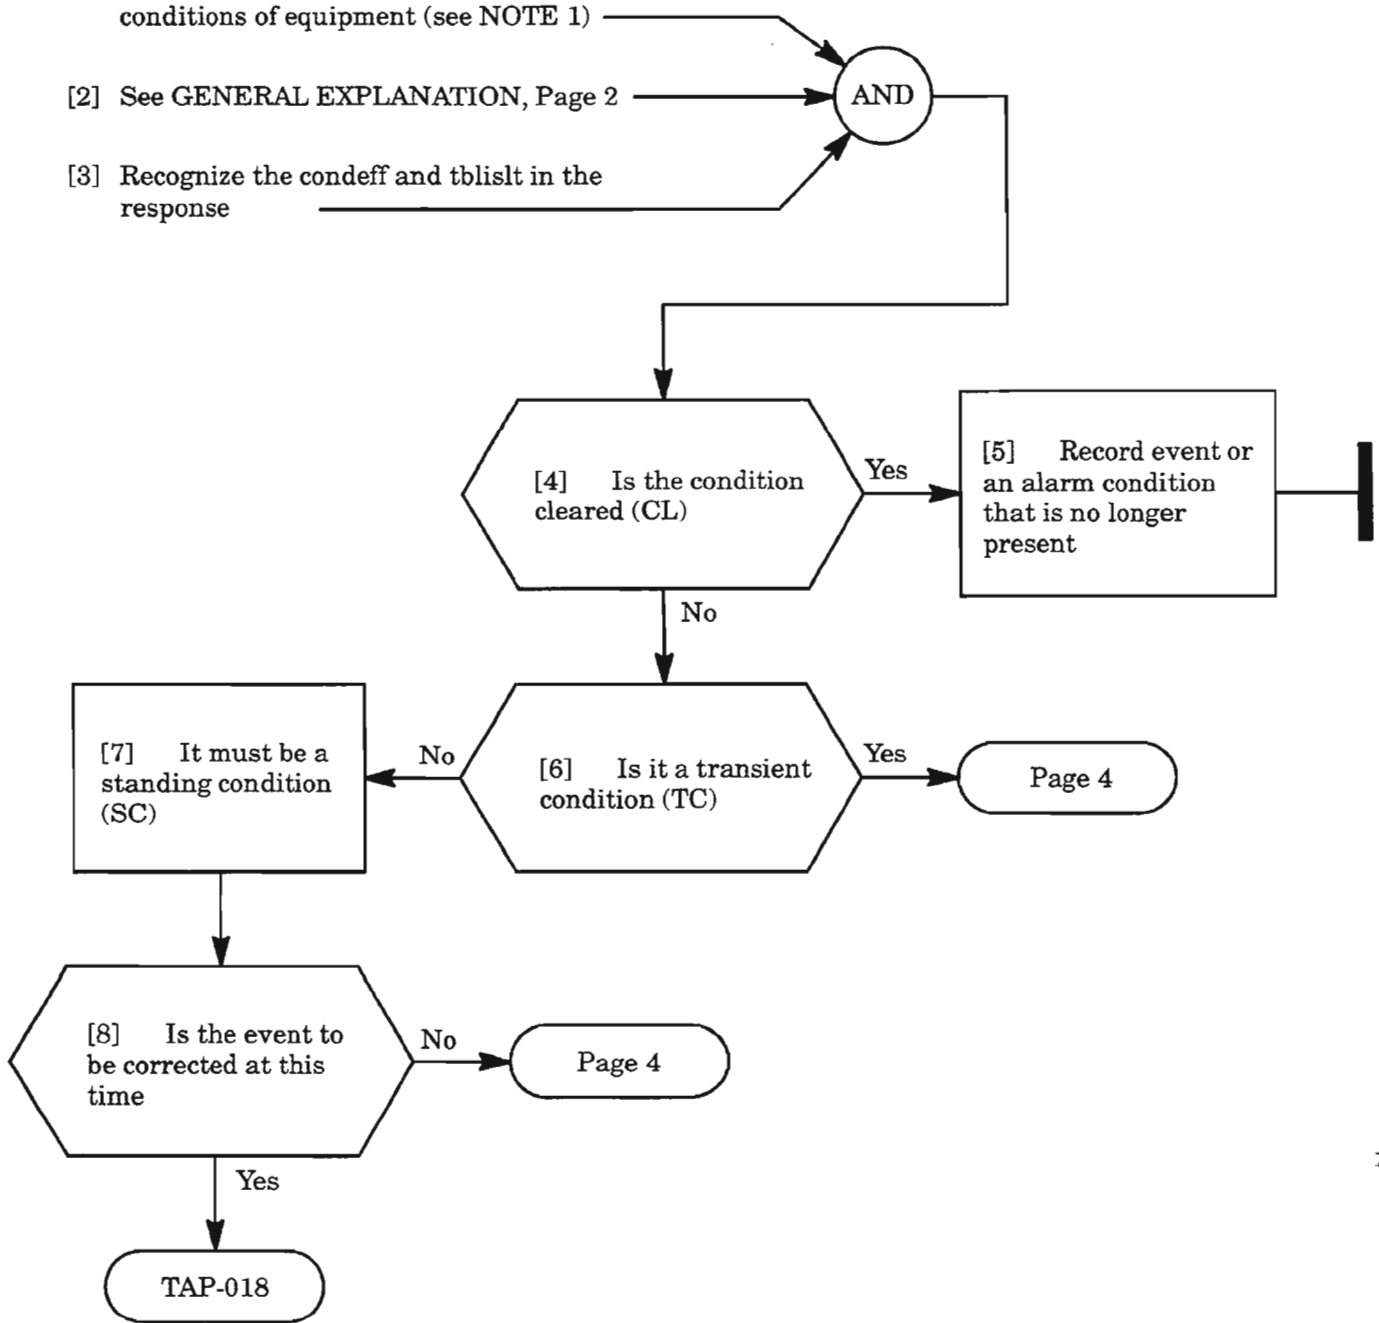 conditions of equipment (see NOTE 1)
[2] See GENERAL EXPLANATION, Page 2
AND
[3] Recognize the condeff and tblislt in the
response
[4] Is the condition
cleared (CL)
Yes
[5] Record event or
an alarm condition
that is no longer
present
No
[6] Is it a transient
condition (TC)
Yes
Page 4
No
[7] It must be a
standing condition
(SC)
[8] Is the event to
be corrected at this
time
No
Page 4
Yes
TAP-018